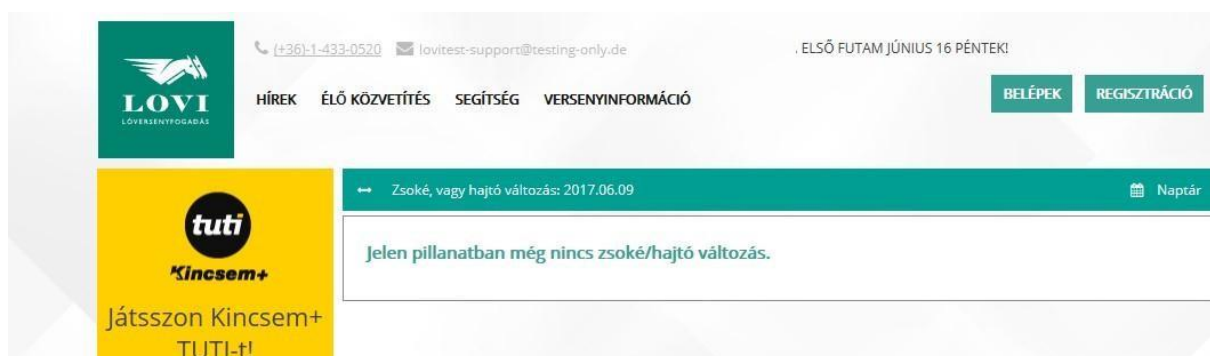 (+36)-1-433-0520 lovitest-support@testing-only.de . ELSŐ FUTAM JÚNIUS 16 PÉNTEK!
LOVI
LÓVERSENYFOGADÁS
HÍREK ÉLŐ KÖZVETÍTÉS SEGÍTSÉG VERSENYINFORMÁCIÓ
BELÉPEK REGISZTRÁCIÓ
tuti
Kincsem+
Játsszon Kincsem+
TUTI-t!
Zsoké, vagy hajtó változás: 2017.06.09 Naptár
Jelen pillanatban még nincs zsoké/hajtó változás.